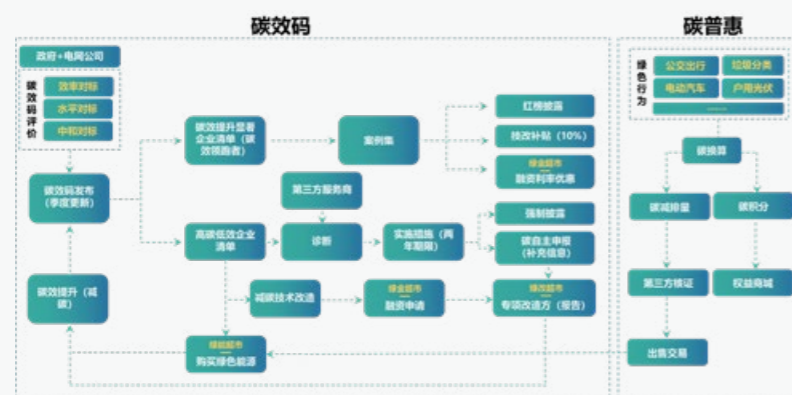 碳效码
碳普惠
政府+电网公司
碳效码评价
效率对标
水平对标
中和对标
碳效码发布
(季度更新)
碳效提升(减
碳)
碳效提升显著
企业清单(碳
效领跑者)
案例集
红榜披露
技改补贴(10%)
绿金超市
融资利率优惠
第三方服务商
高碳低效企业
清单
诊断
实施措施(两
年期限)
强制披露
碳自主申报
(补充信息)
减碳技术改造
绿金超市
融资申请
绿改超市
专项改造方(报告)
绿能超市
购买绿色能源
绿色行为
公交出行
垃圾分类
电动汽车
户用光伏
碳换算
碳减排量
碳积分
第三方核证
权益商城
出售交易